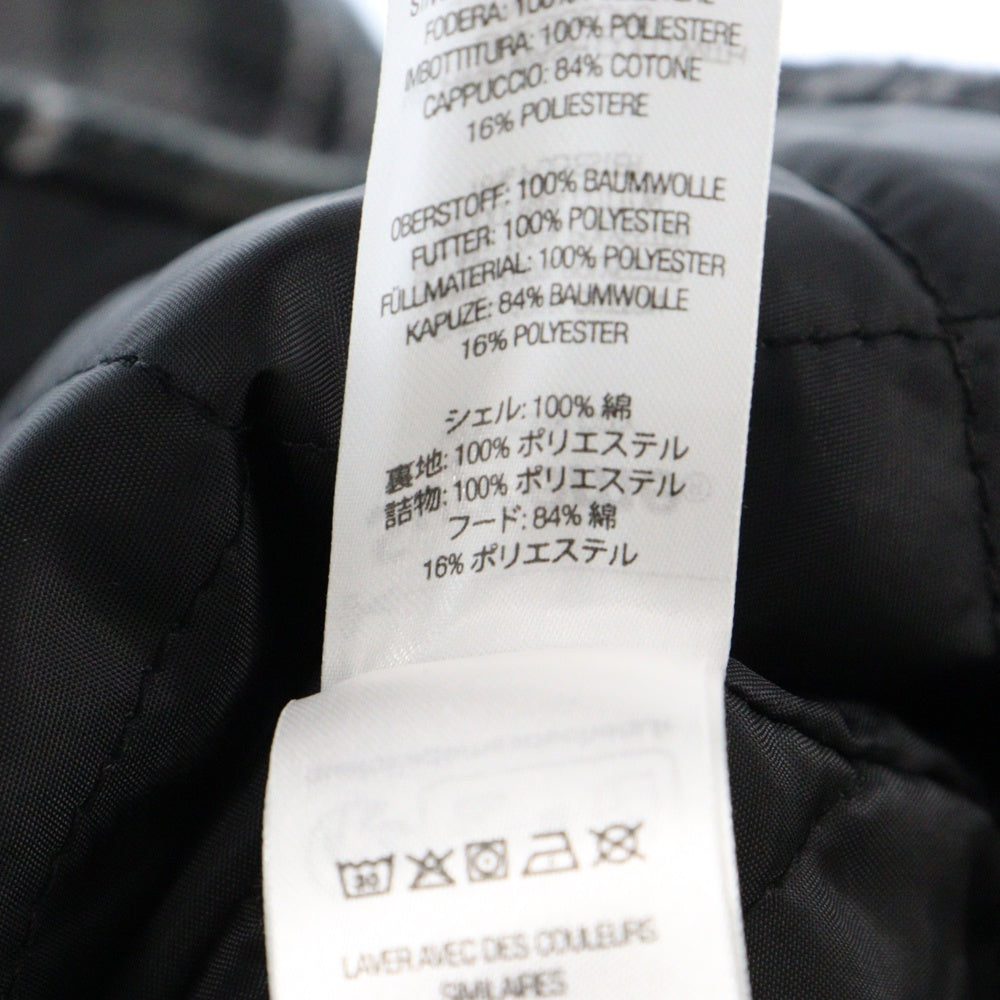 FODERA: 100%
IMBOTTITURA: 100% POLIESTERE
CAPPUCCIO: 84% COTONE
16% POLIESTERE
OBERSTOFF: 100% BAUMWOLLE
FUTTER: 100% POLYESTER
FÜLLMATERIAL: 100% POLYESTER
KAPUZE: 84% BAUMWOLLE
16% POLYESTER
シェル: 100% 綿
裏地: 100% ポリエステル
詰物: 100% ポリエステル
フード: 84% 綿
16% ポリエステル
30
LAVER AVEC DES COULEURS
SIMILAIRES